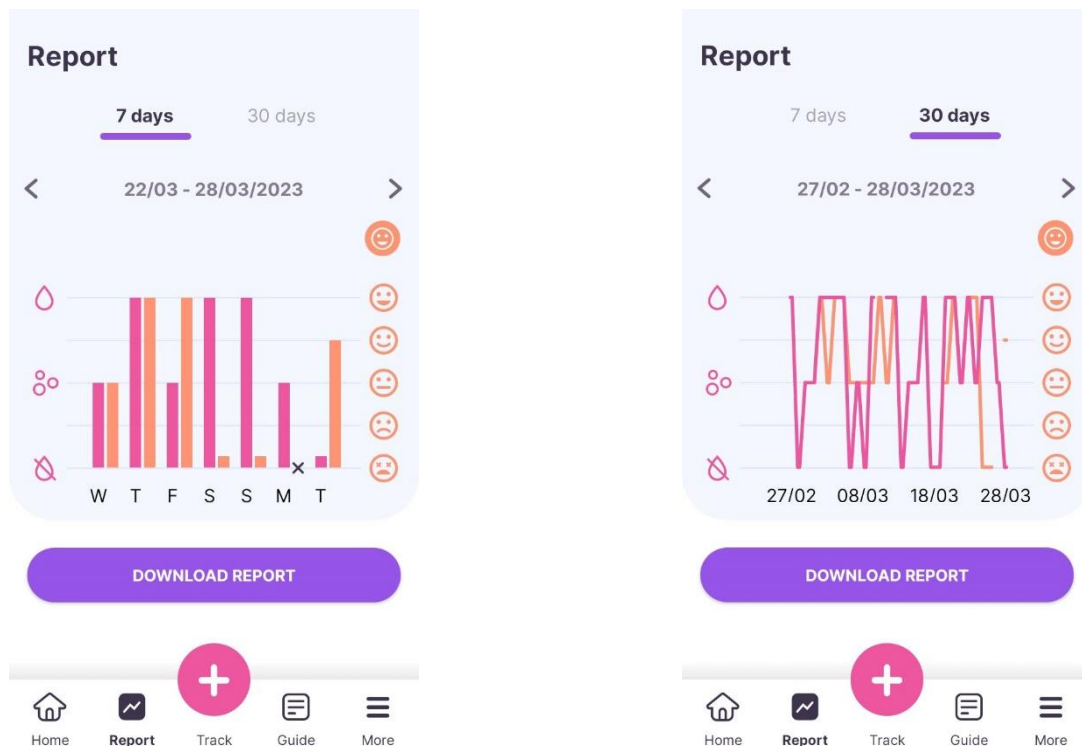 Report
7 days 30 days
22/03 - 28/03/2023
W T F S S M T
DOWNLOAD REPORT
Home Report Track Guide More
Report
7 days 30 days
27/02 - 28/03/2023
27/02 08/03 18/03 28/03
DOWNLOAD REPORT
Home Report Track Guide More